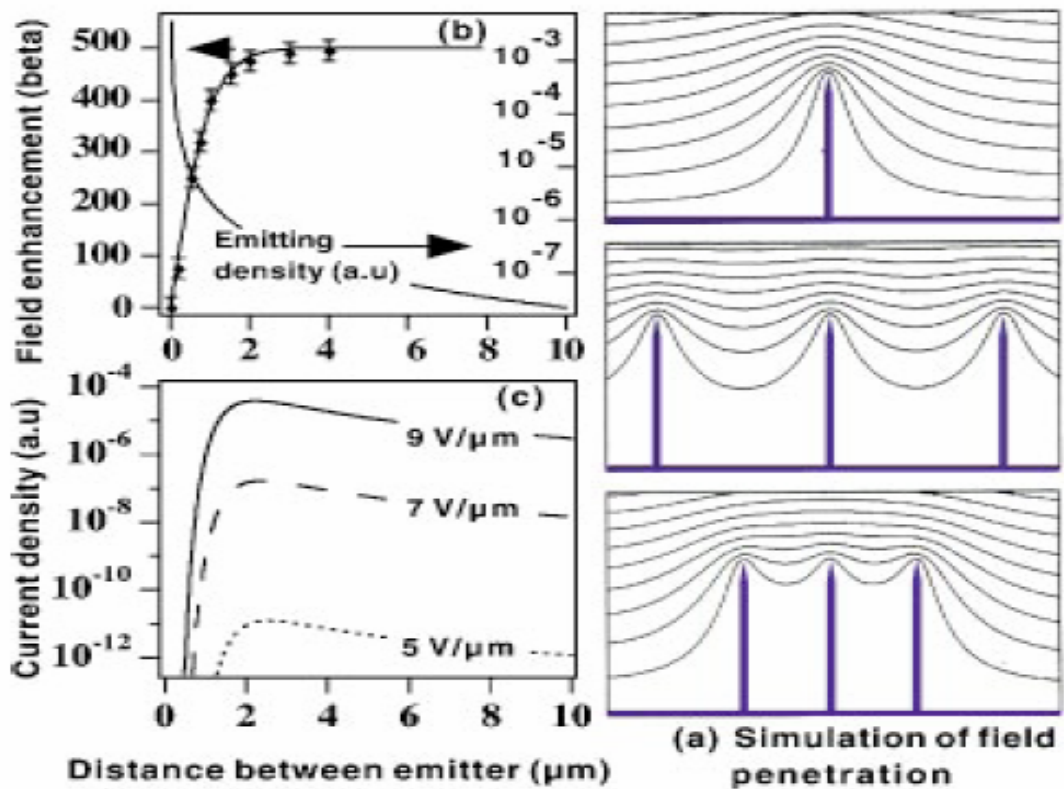 Field enhancement (beta)
500
400
300
200
100
0
(b)
10-3
10-4
10-5
10-6
10-7
Emitting
density (a.u)
0 2 4 6 8 10
Current density (a.u)
10-4
10-6
10-8
10-10
10-12
(c)
9 V/µm
7 V/µm
5 V/µm
0 2 4 6 8 10
Distance between emitter (µm)
(a) Simulation of field
penetration